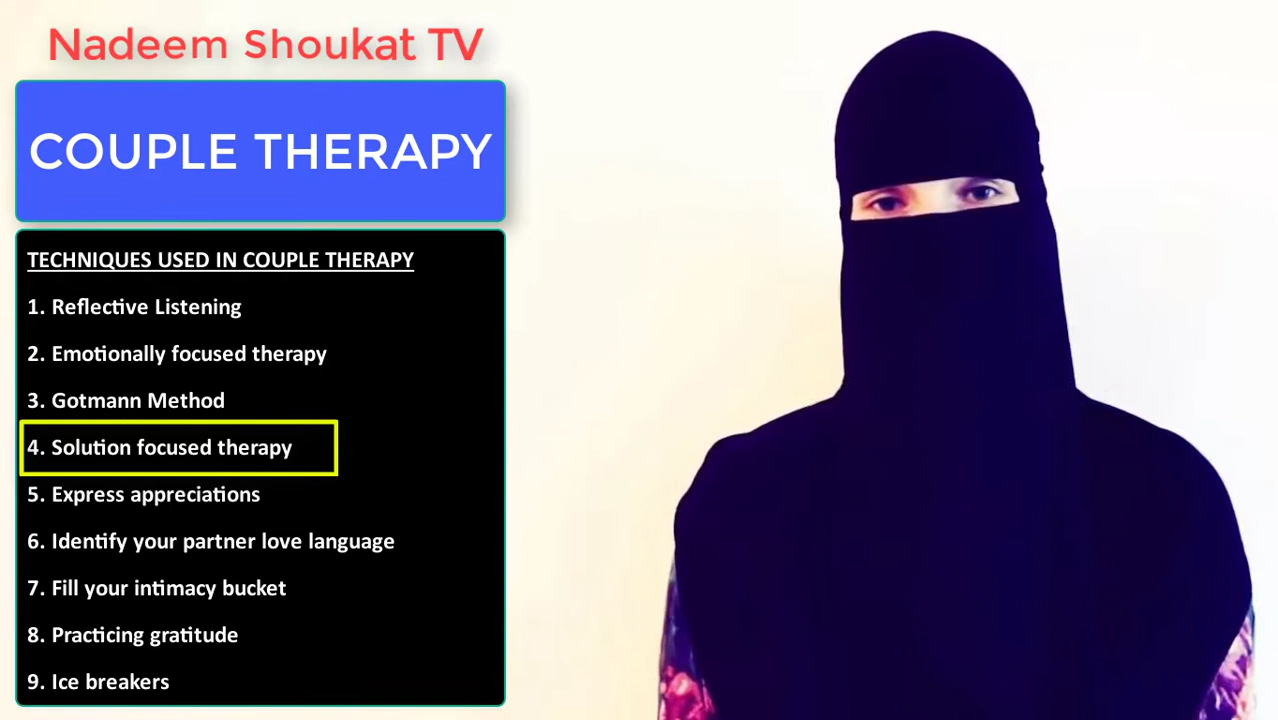 Nadeem Shoukat TV
COUPLE THERAPY
TECHNIQUES USED IN COUPLE THERAPY
1. Reflective Listening
2. Emotionally focused therapy
3. Gotmann Method
4. Solution focused therapy
5. Express appreciations
6. Identify your partner love language
7. Fill your intimacy bucket
8. Practicing gratitude
9. Ice breakers